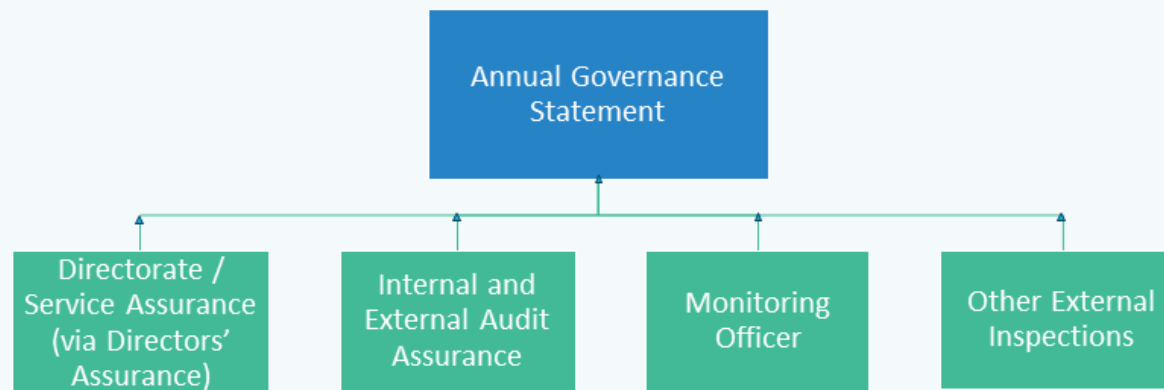 Annual Governance
Statement
Directorate /
Service Assurance
(via Directors’
Assurance)
Internal and
External Audit
Assurance
Monitoring
Officer
Other External
Inspections